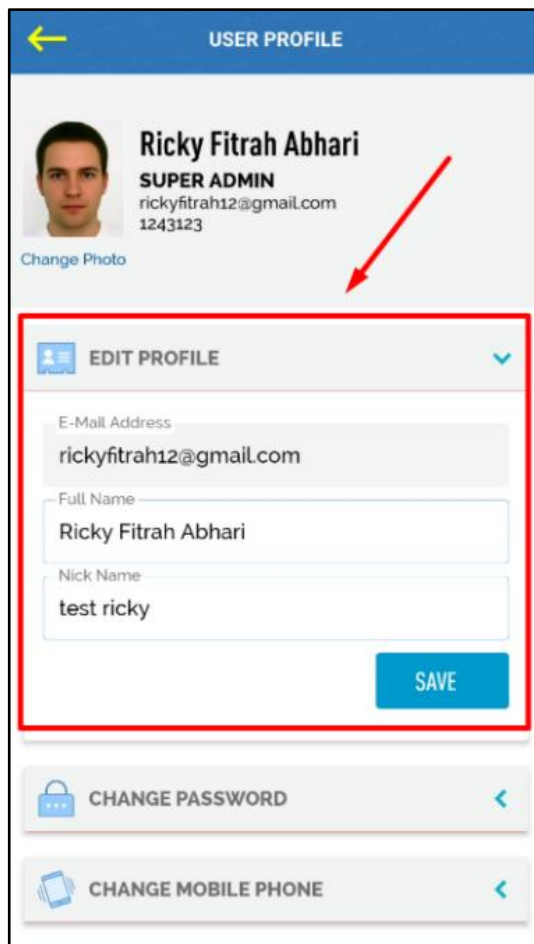 USER PROFILE
Ricky Fitrah Abhari
SUPER ADMIN
rickyfitrah12@gmail.com
1243123
Change Photo
EDIT PROFILE
E-Mail Address
rickyfitrah12@gmail.com
Full Name
Ricky Fitrah Abhari
Nick Name
test ricky
SAVE
CHANGE PASSWORD
CHANGE MOBILE PHONE